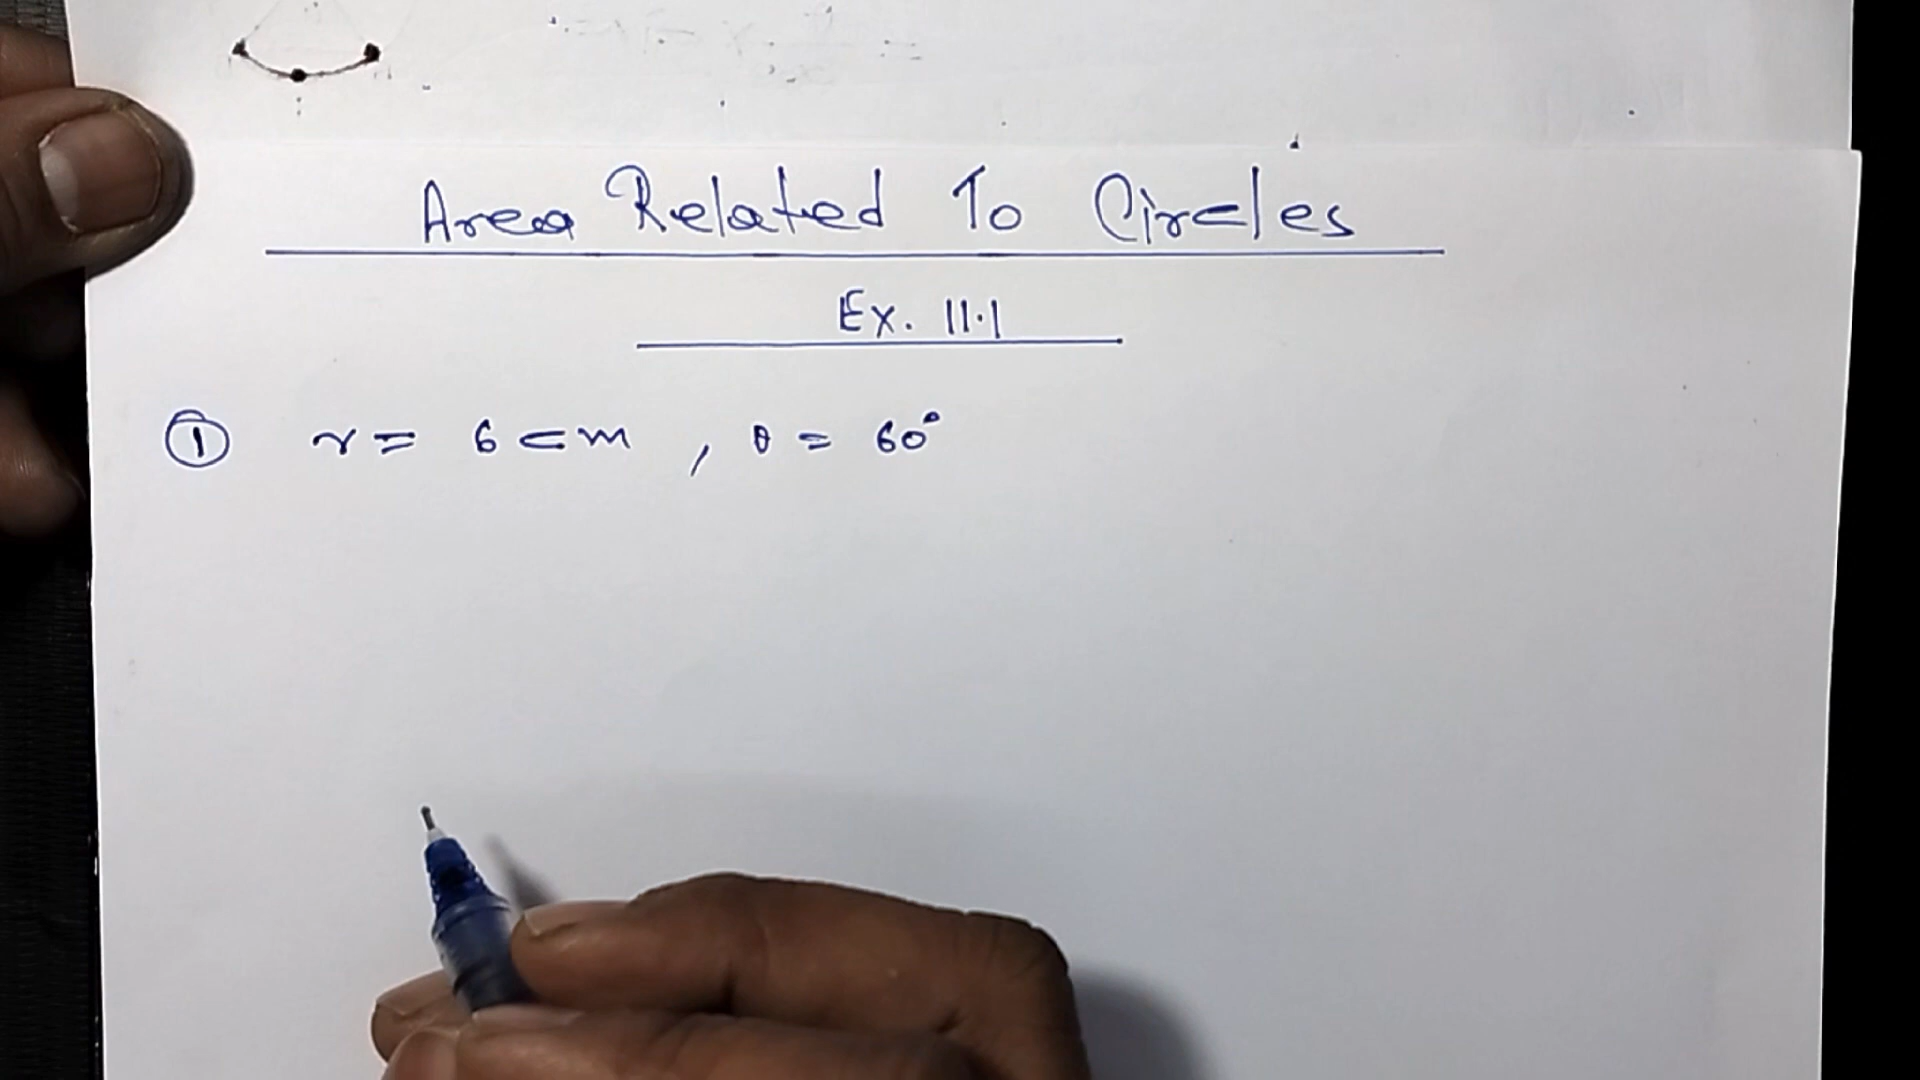 Area Related To Circles
Ex. 11.1
① r = 6 cm , θ = 60°